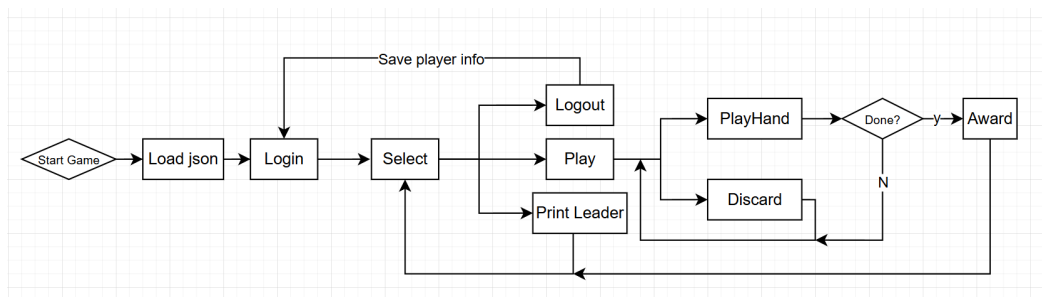 Save player info
Logout
PlayHand
Done?
y
Award
Start Game
Load json
Login
Select
Play
N
Discard
Print Leader